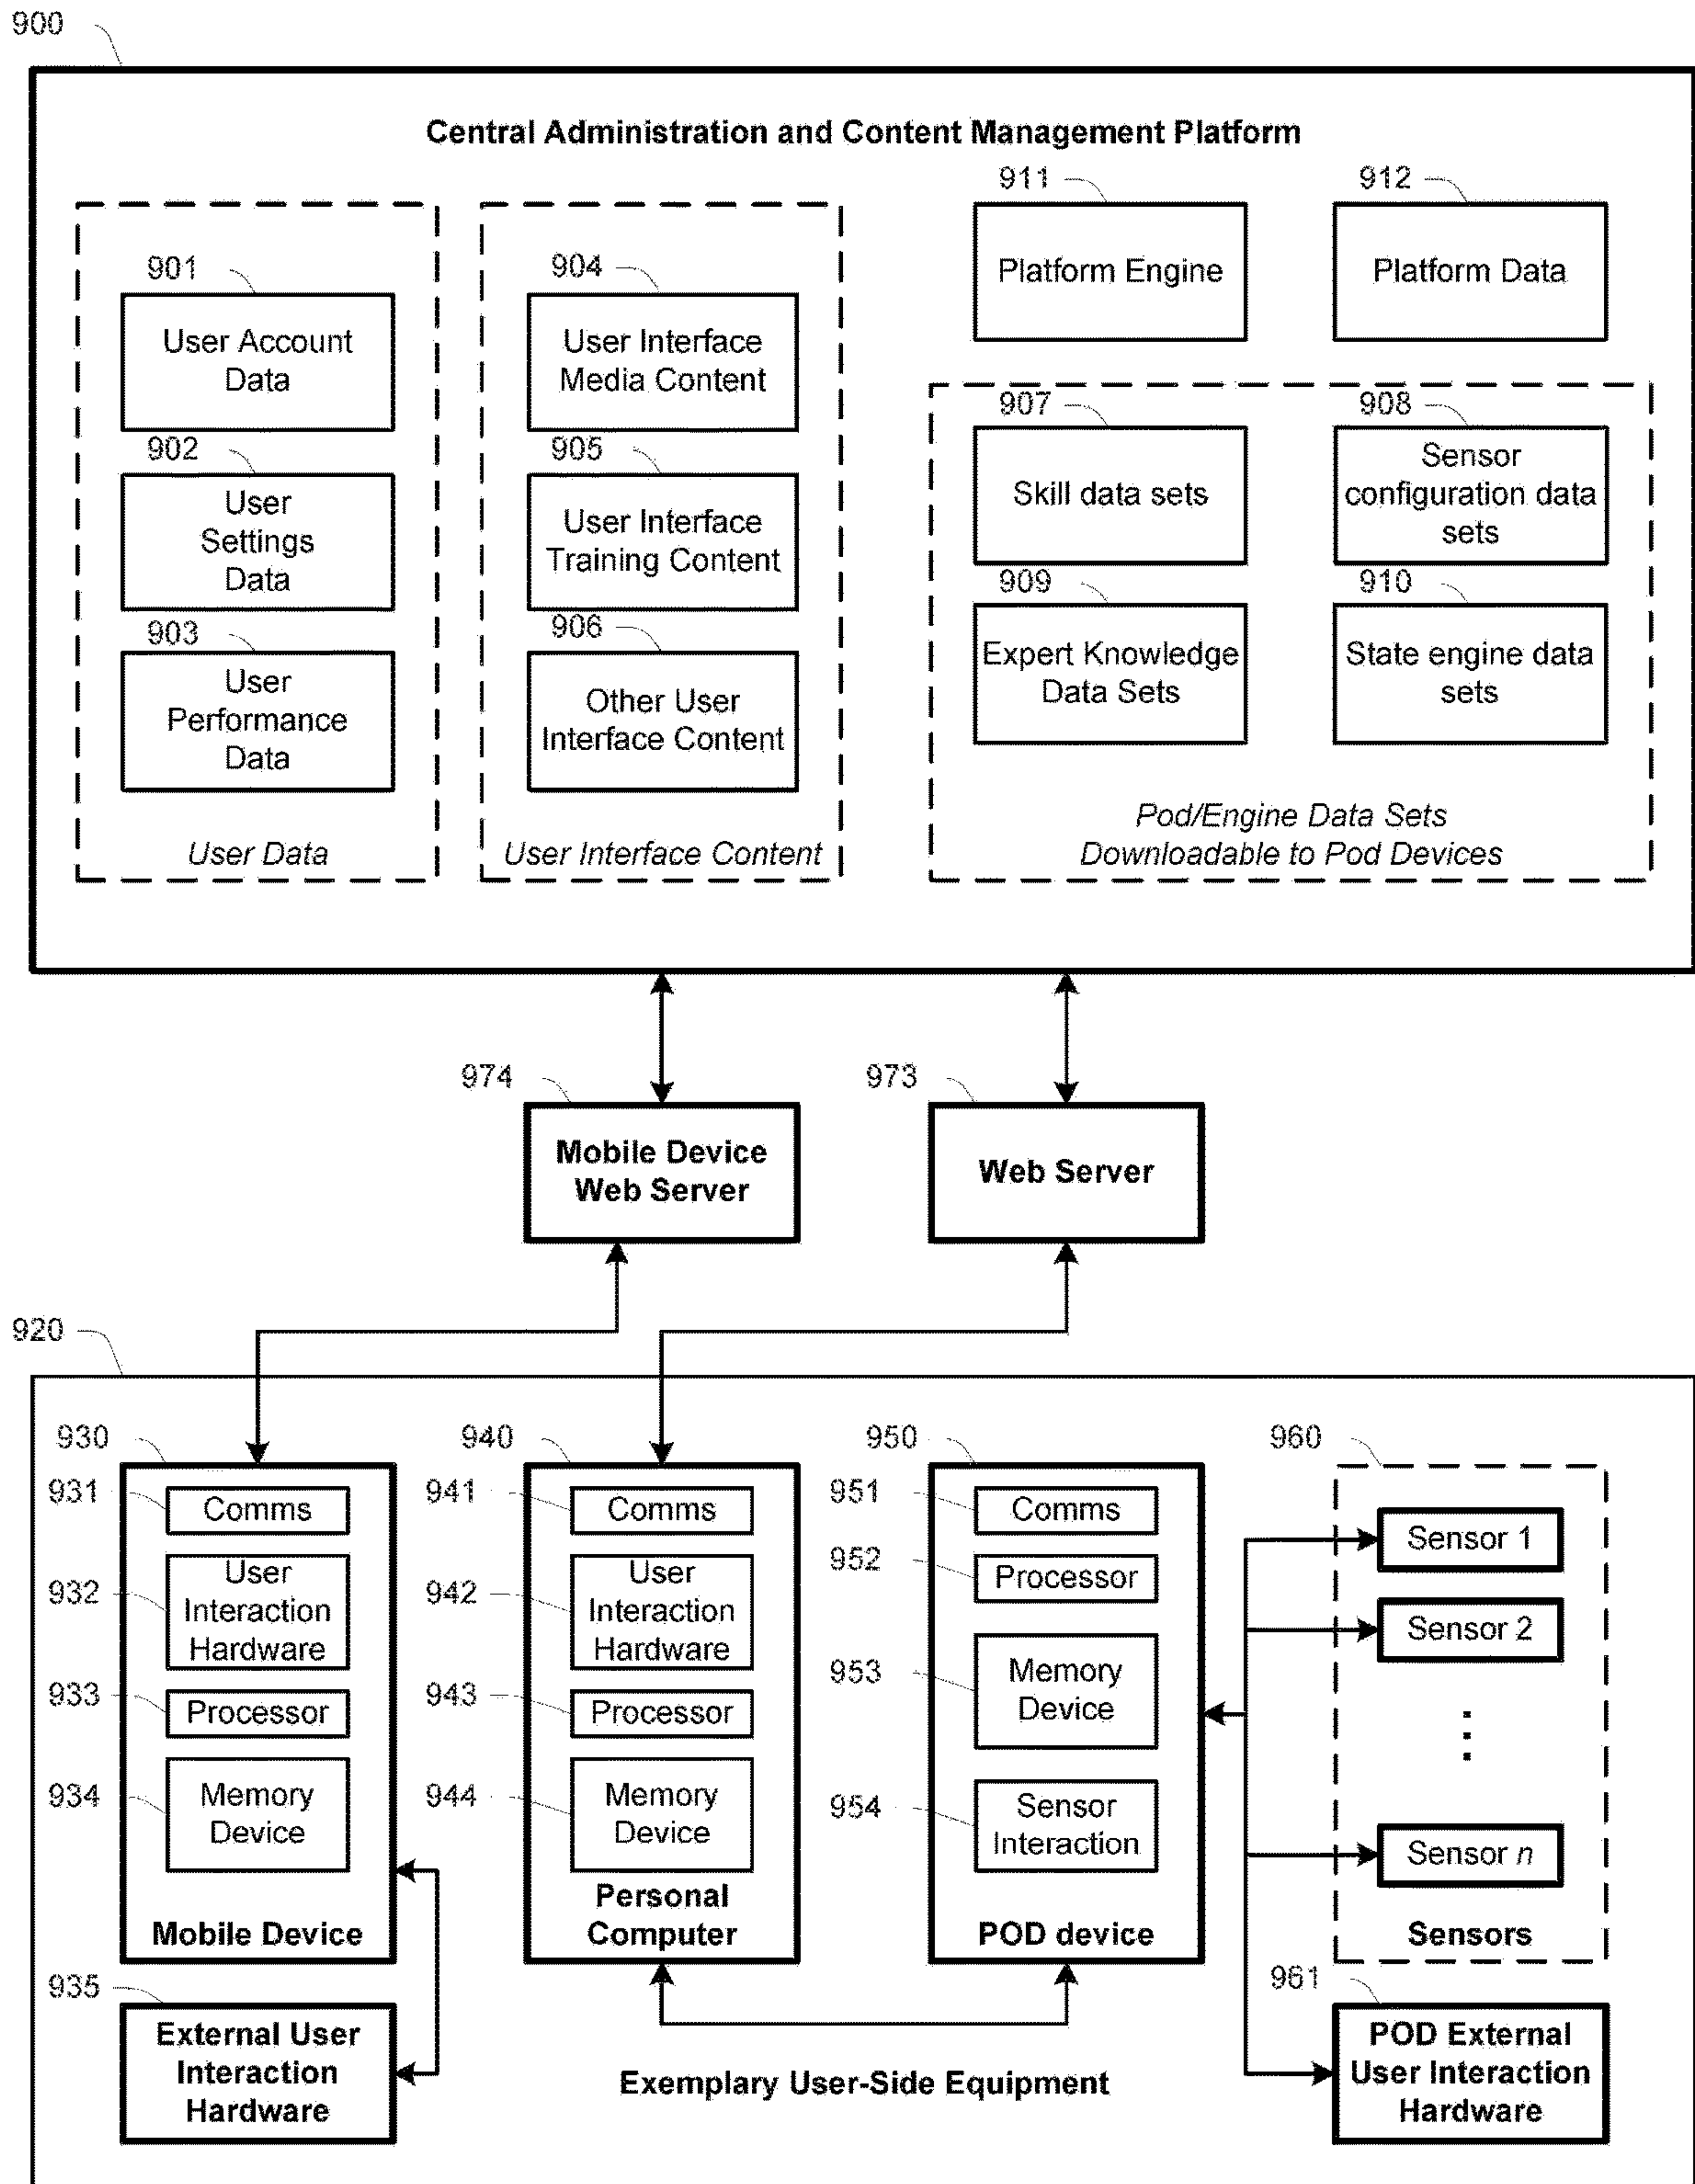 900
Central Administration and Content Management Platform
911
912
Platform Engine
Platform Data
901
User Account
Data
902
User
Settings
Data
903
User
Performance
Data
User Data
904
User Interface
Media Content
905
User Interface
Training Content
906
Other User
Interface Content
User Interface Content
907
Skill data sets
908
Sensor
configuration data
sets
909
Expert Knowledge
Data Sets
910
State engine data
sets
Pod/Engine Data Sets
Downloadable to Pod Devices
974
Mobile Device
Web Server
973
Web Server
920
930
931
Comms
932
User
Interaction
Hardware
933
Processor
934
Memory
Device
Mobile Device
935
External User
Interaction
Hardware
940
941
Comms
942
User
Interaction
Hardware
943
Processor
944
Memory
Device
Personal
Computer
950
951
Comms
952
Processor
953
Memory
Device
954
Sensor
Interaction
POD device
960
Sensor 1
Sensor 2
⋮
Sensor n
Sensors
961
POD External
User Interaction
Hardware
Exemplary User-Side Equipment